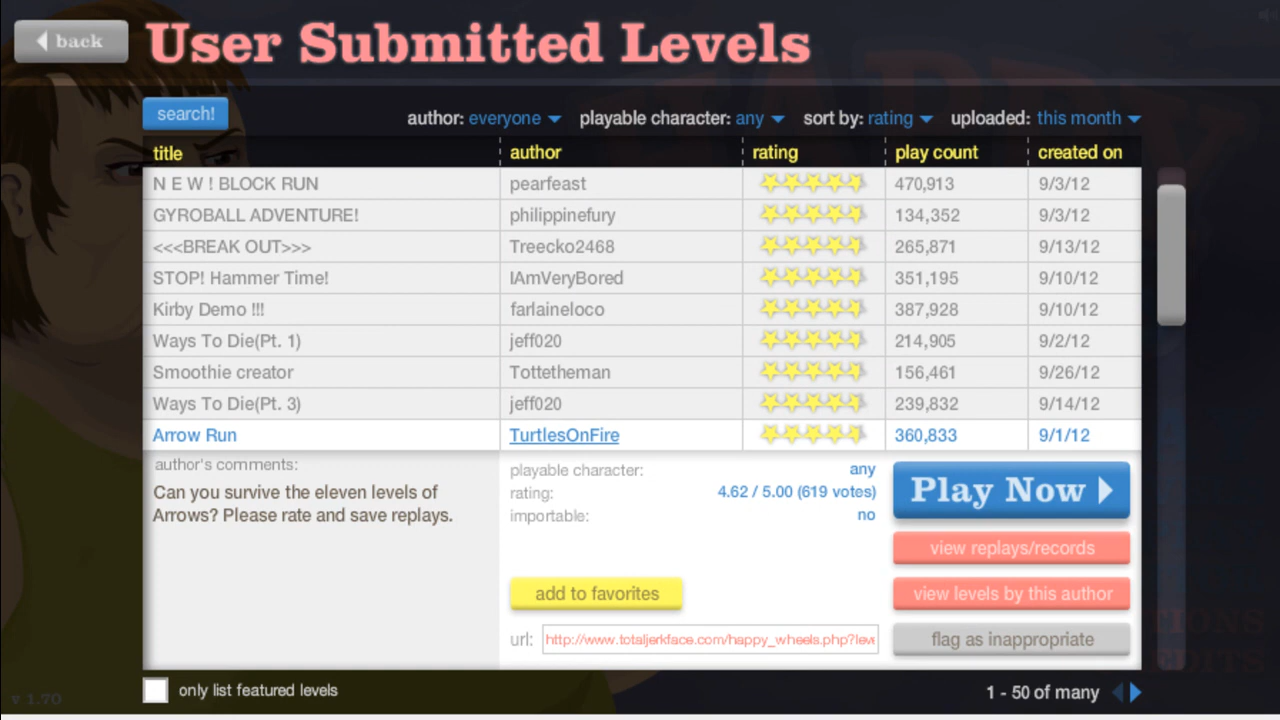 back
User Submitted Levels
search!
author: everyone playable character: any sort by: rating uploaded: this month
title author rating play count created on
N E W ! BLOCK RUN pearfeast 470,913 9/3/12
GYROBALL ADVENTURE! philippinefury 134,352 9/3/12
<<<BREAK OUT>>> Treecko2468 265,871 9/13/12
STOP! Hammer Time! IAmVeryBored 351,195 9/10/12
Kirby Demo !!! farlaineloco 387,928 9/10/12
Ways To Die(Pt. 1) jeff020 214,905 9/2/12
Smoothie creator Tottetheman 156,461 9/26/12
Ways To Die(Pt. 3) jeff020 239,832 9/14/12
Arrow Run TurtlesOnFire 360,833 9/1/12
author's comments:
Can you survive the eleven levels of
Arrows? Please rate and save replays.
playable character: any
rating: 4.62 / 5.00 (619 votes)
importable: no
add to favorites
url: http://www.totaljerkface.com/happy_wheels.php?lev
Play Now
view replays/records
view levels by this author
flag as inappropriate
only list featured levels
1 - 50 of many
v 1.70